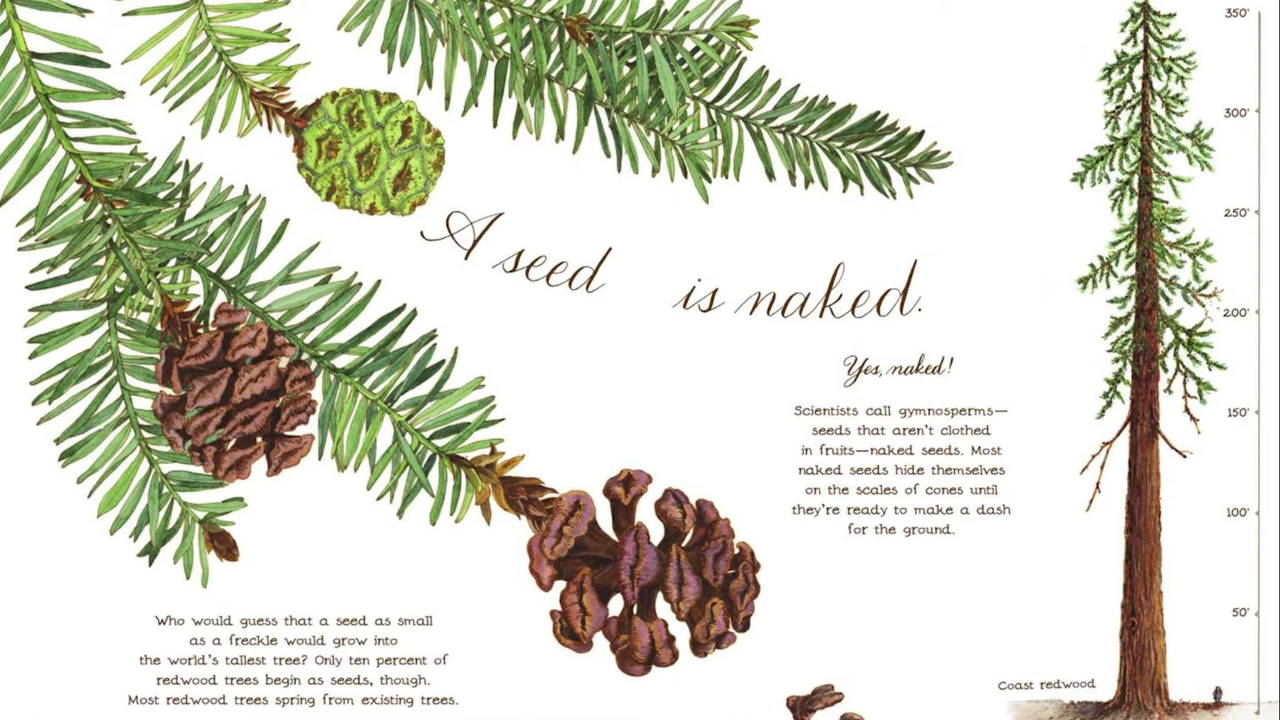 A seed is naked.
Yes, naked!
Scientists call gymnosperms—
seeds that aren't clothed
in fruits—naked seeds. Most
naked seeds hide themselves
on the scales of cones until
they're ready to make a dash
for the ground.
Who would guess that a seed as small
as a freckle would grow into
the world's tallest tree? Only ten percent of
redwood trees begin as seeds, though.
Most redwood trees spring from existing trees.
350'
300'
250'
200'
150'
100'
50'
Coast redwood